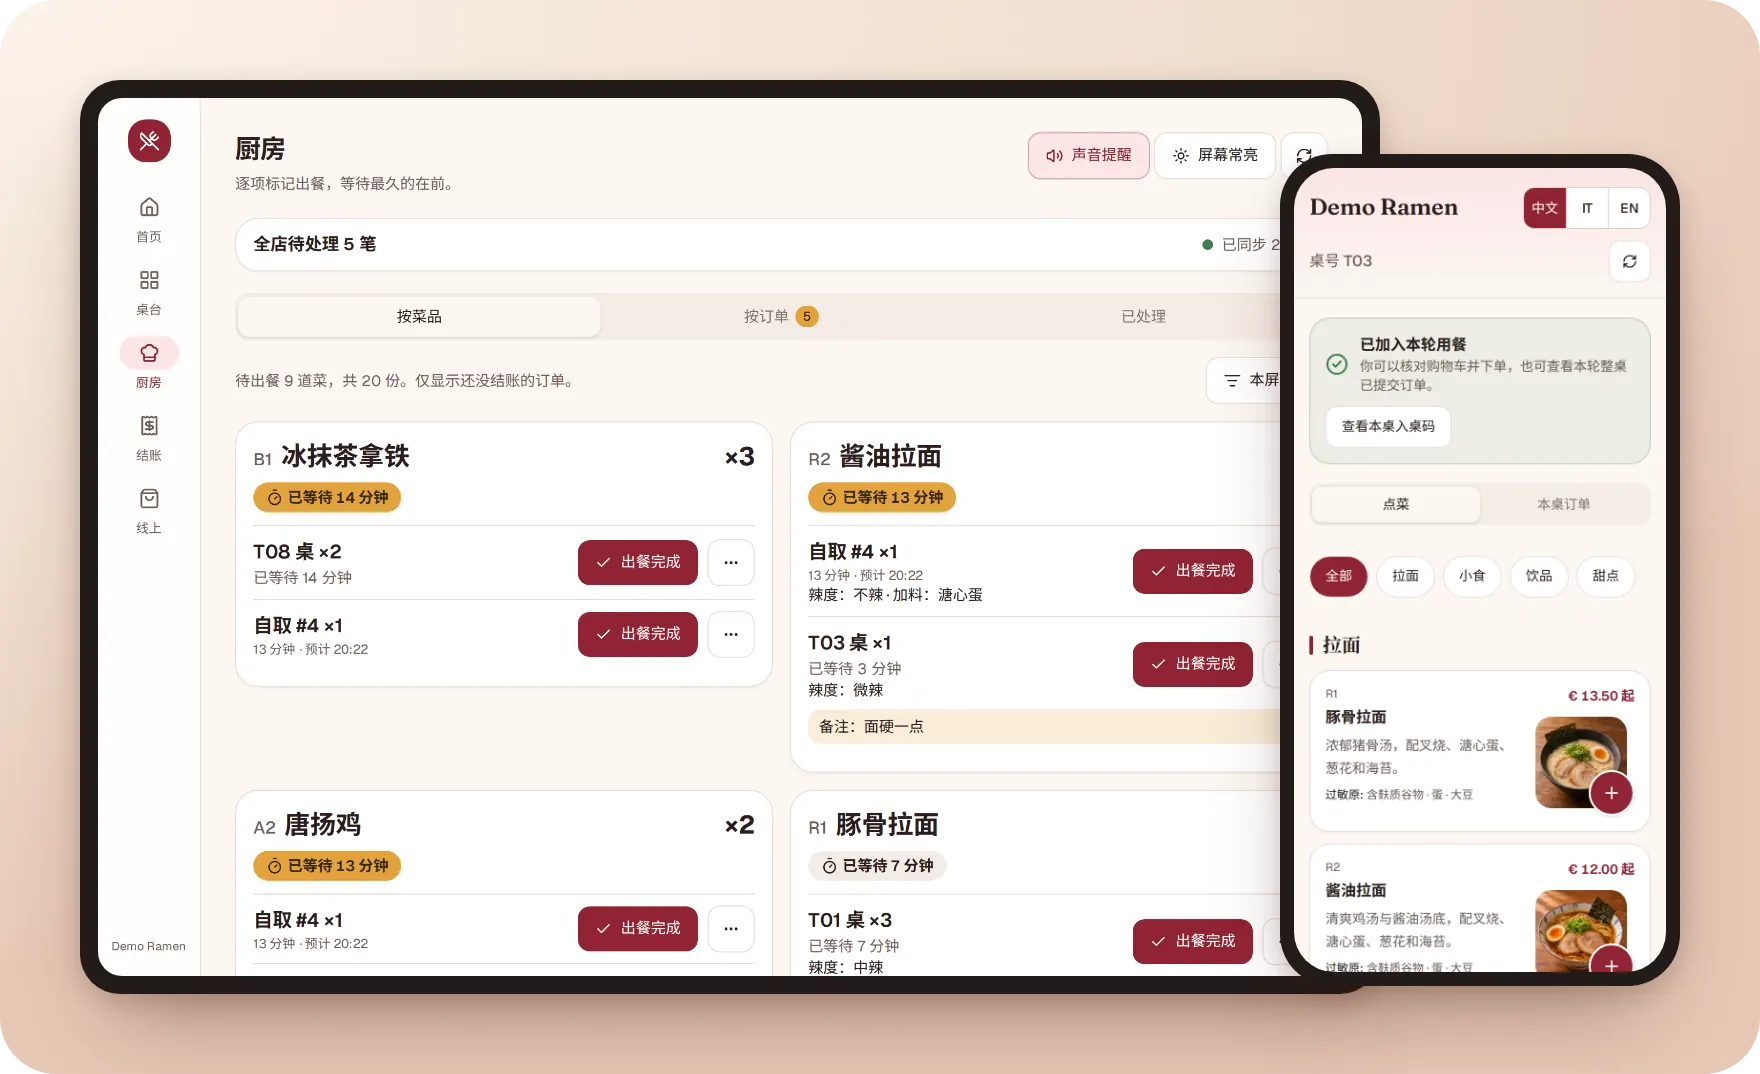 厨房
逐项标记出餐，等待最久的在前。
声音提醒
屏幕常亮
全店待处理 5 笔
已同步
按菜品
按订单 5
已处理
待出餐 9 道菜，共 20 份。仅显示还没结账的订单。
本屏
首页
桌台
厨房
结账
线上
Demo Ramen
B1 冰抹茶拿铁 ×3
已等待 14 分钟
T08 桌 ×2
已等待 14 分钟
出餐完成
自取 #4 ×1
13 分钟 · 预计 20:22
出餐完成
R2 酱油拉面
已等待 13 分钟
自取 #4 ×1
13 分钟 · 预计 20:22
辣度：不辣 · 加料：溏心蛋
出餐完成
T03 桌 ×1
已等待 3 分钟
辣度：微辣
出餐完成
备注：面硬一点
A2 唐扬鸡 ×2
已等待 13 分钟
自取 #4 ×1
13 分钟 · 预计 20:22
出餐完成
R1 豚骨拉面
已等待 7 分钟
T01 桌 ×3
已等待 7 分钟
辣度：中辣
出餐完成
Demo Ramen
中文 IT EN
桌号 T03
已加入本轮用餐
你可以核对购物车并下单，也可查看本轮整桌
已提交订单。
查看本桌入桌码
点菜
本桌订单
全部 拉面 小食 饮品 甜点
拉面
R1
€ 13.50 起
豚骨拉面
浓郁猪骨汤，配叉烧、溏心蛋、
葱花和海苔。
过敏原: 含麸质谷物 · 蛋 · 大豆
R2
€ 12.00 起
酱油拉面
清爽鸡汤与酱油汤底，配叉烧、
溏心蛋、葱花和海苔。
过敏原: 含麸质谷物 · 蛋 · 大豆